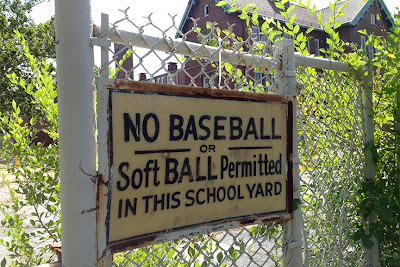 NO BASEBALL
OR
Soft BALL Permitted
IN THIS SCHOOL YARD